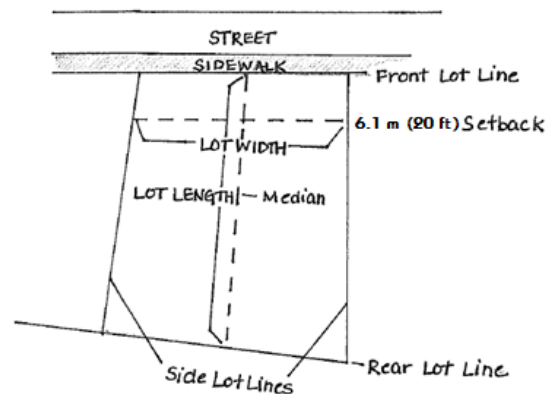 STREET
SIDEWALK
Front Lot Line
6.1 m (20 ft) Setback
LOT WIDTH
LOT LENGTH
Median
Rear Lot Line
Side Lot Lines